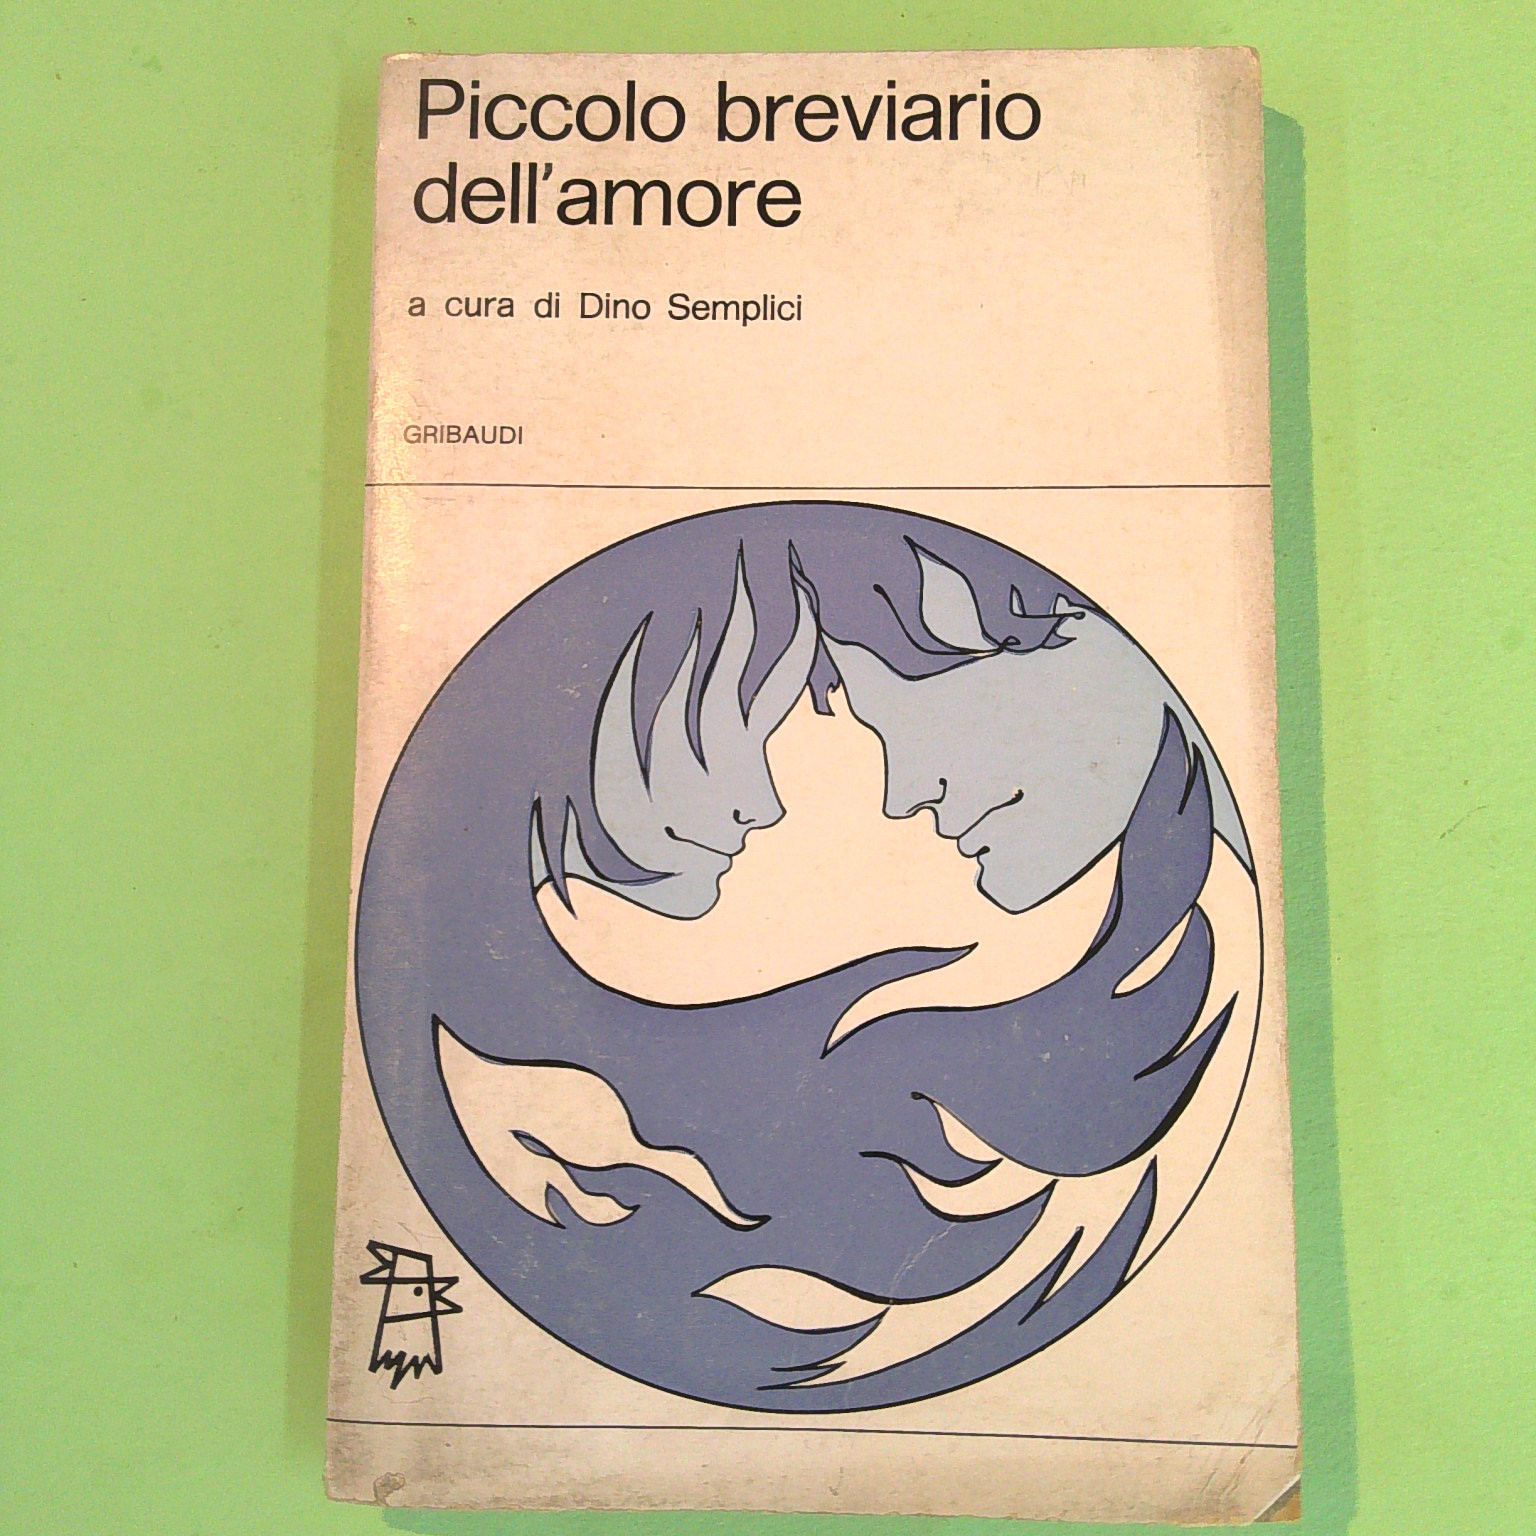 Piccolo breviario
dell'amore
a cura di Dino Semplici
GRIBAUDI